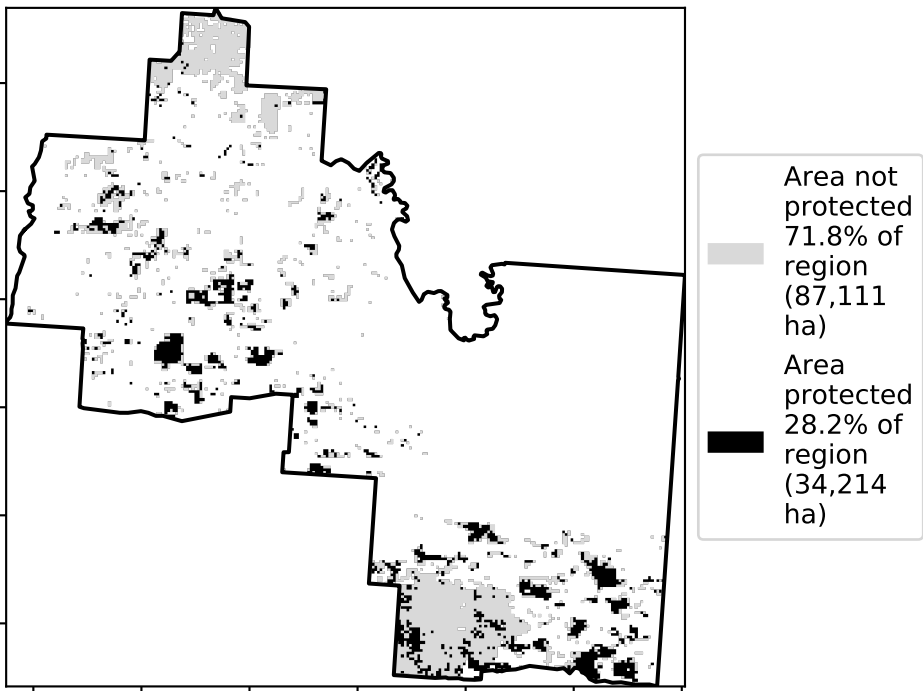 Area not
protected
71.8% of
region
(87,111
ha)
Area
protected
28.2% of
region
(34,214
ha)